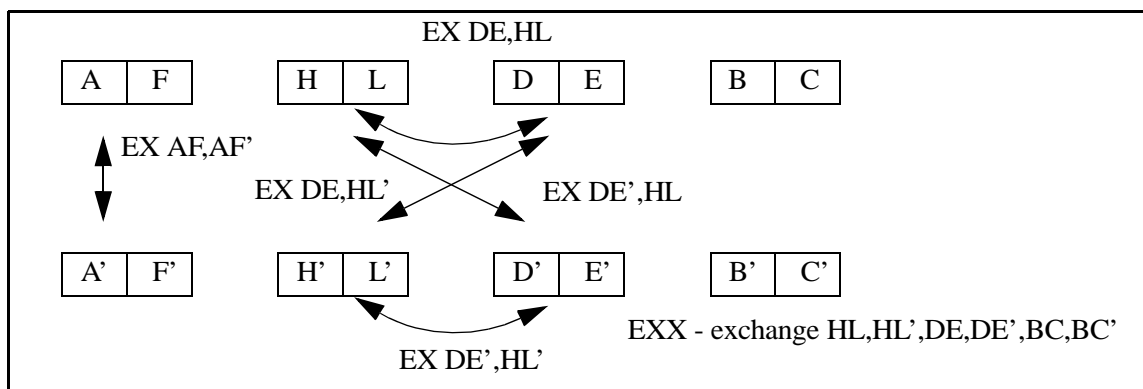 EX DE,HL
A F H L D E B C
EX AF,AF’
EX DE,HL’ EX DE’,HL
A’ F’ H’ L’ D’ E’ B’ C’
EXX - exchange HL,HL’,DE,DE’,BC,BC’
EX DE’,HL’